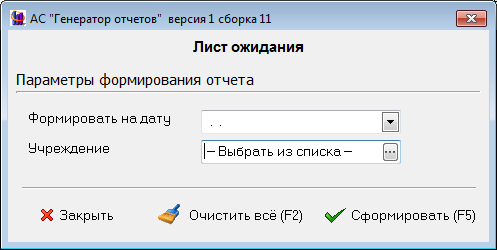 АС "Генератор отчетов" версия 1 сборка 11
Лист ожидания
Параметры формирования отчета
Формировать на дату . .
Учреждение – Выбрать из списка – ...
Закрыть Очистить всё (F2) Сформировать (F5)